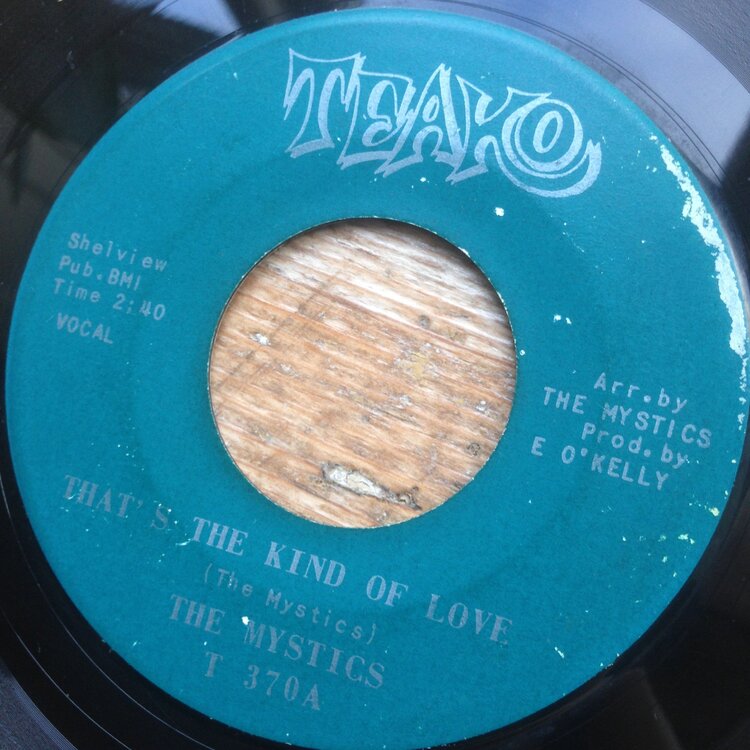 TEAKO
Shelview
Pub.BMI
Time 2:40
VOCAL
Arr.by
THE MYSTICS
Prod.by
E O'KELLY
THAT'S THE KIND OF LOVE
(The Mystics)
THE MYSTICS
T 370A